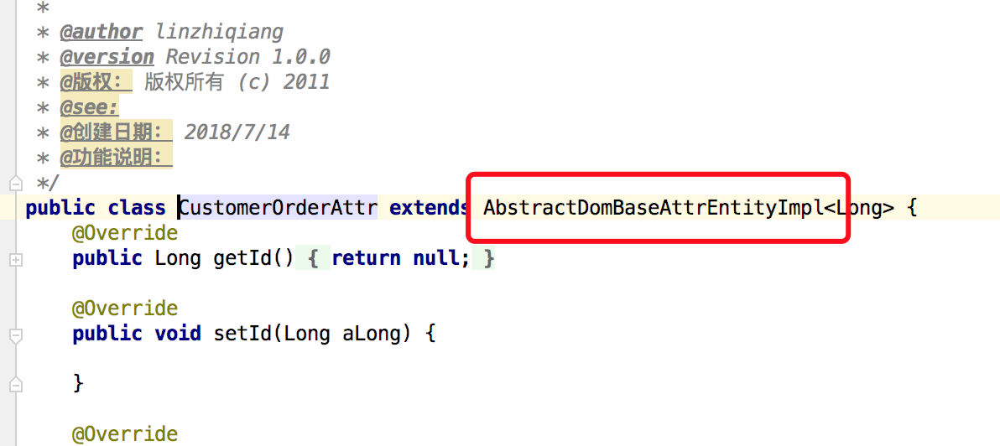 *
* @author linzhiqiang
* @version Revision 1.0.0
* @版权： 版权所有 (c) 2011
* @see:
* @创建日期： 2018/7/14
* @功能说明：
*/
public class CustomerOrderAttr extends AbstractDomBaseAttrEntityImpl<Long> {
@Override
public Long getId() { return null; }
@Override
public void setId(Long aLong) {
}
@Override